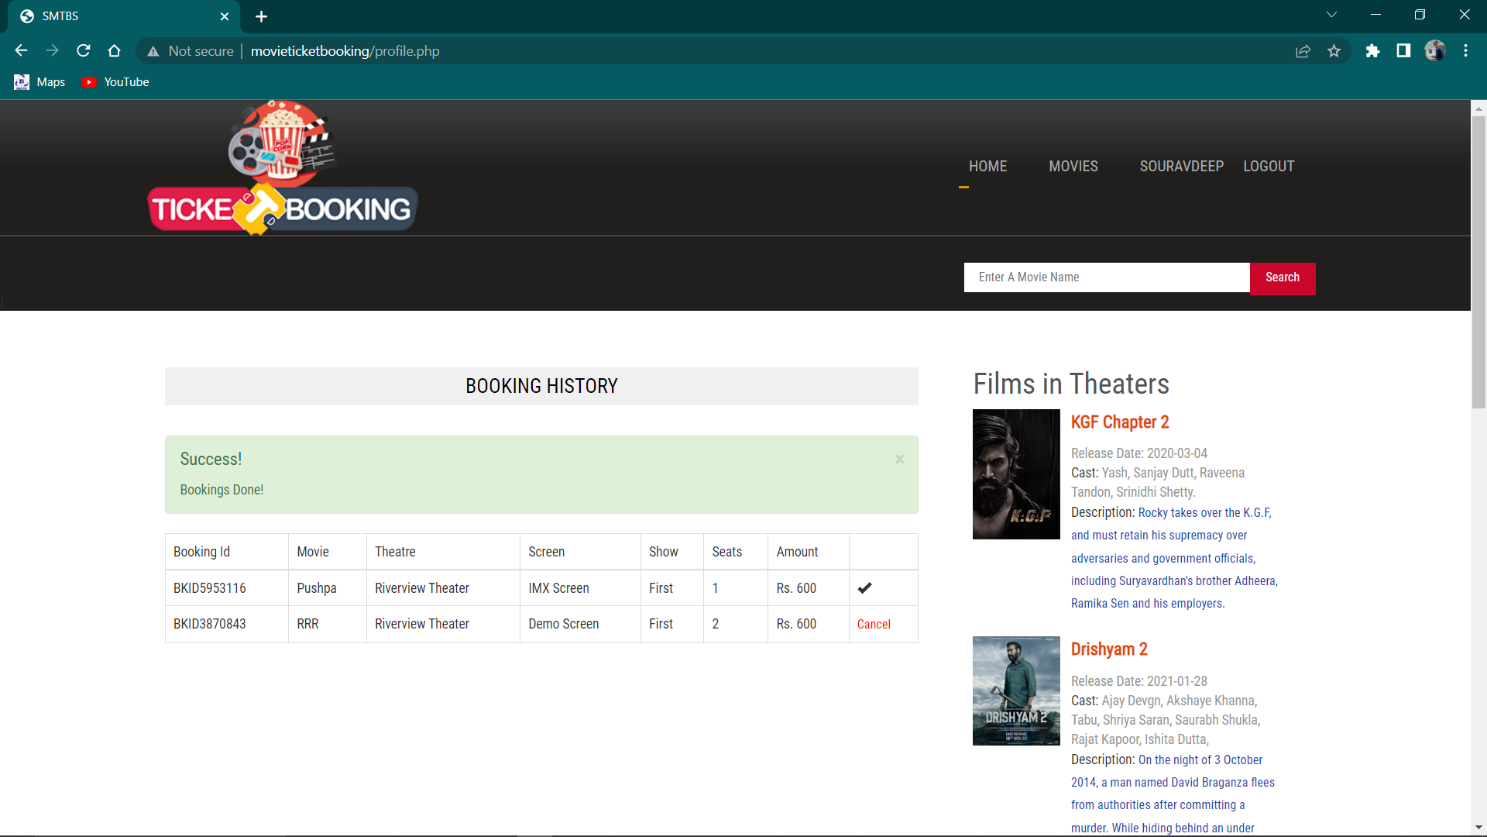 SMTBS
Not secure | movieticketbooking/profile.php
Maps YouTube
POP CORN
TICKET BOOKING
HOME MOVIES SOURAVDEEP LOGOUT
Enter A Movie Name Search
BOOKING HISTORY
Success!
Bookings Done!
Booking Id Movie Theatre Screen Show Seats Amount
BKID5953116 Pushpa Riverview Theater IMX Screen First 1 Rs. 600
BKID3870843 RRR Riverview Theater Demo Screen First 2 Rs. 600 Cancel
Films in Theaters
K.G.F
KGF Chapter 2
Release Date: 2020-03-04
Cast: Yash, Sanjay Dutt, Raveena
Tandon, Srinidhi Shetty.
Description: Rocky takes over the K.G.F,
and must retain his supremacy over
adversaries and government officials,
including Suryavardhan's brother Adheera,
Ramika Sen and his employers.
DRISHYAM 2
Drishyam 2
Release Date: 2021-01-28
Cast: Ajay Devgn, Akshaye Khanna,
Tabu, Shriya Saran, Saurabh Shukla,
Rajat Kapoor, Ishita Dutta,
Description: On the night of 3 October
2014, a man named David Braganza flees
from authorities after committing a
murder. While hiding behind an under